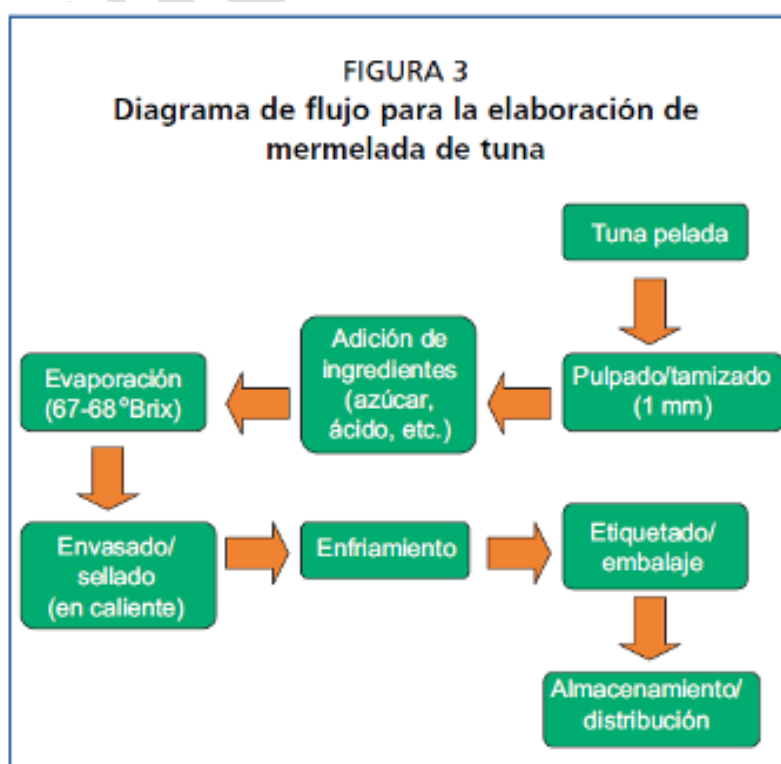 FIGURA 3
Diagrama de flujo para la elaboración de
mermelada de tuna
Tuna pelada
Pulpado/tamizado
(1 mm)
Adición de
ingredientes
(azúcar,
ácido, etc.)
Evaporación
(67-68°Brix)
Envasado/
sellado
(en caliente)
Enfriamiento
Etiquetado/
embalaje
Almacenamiento/
distribución